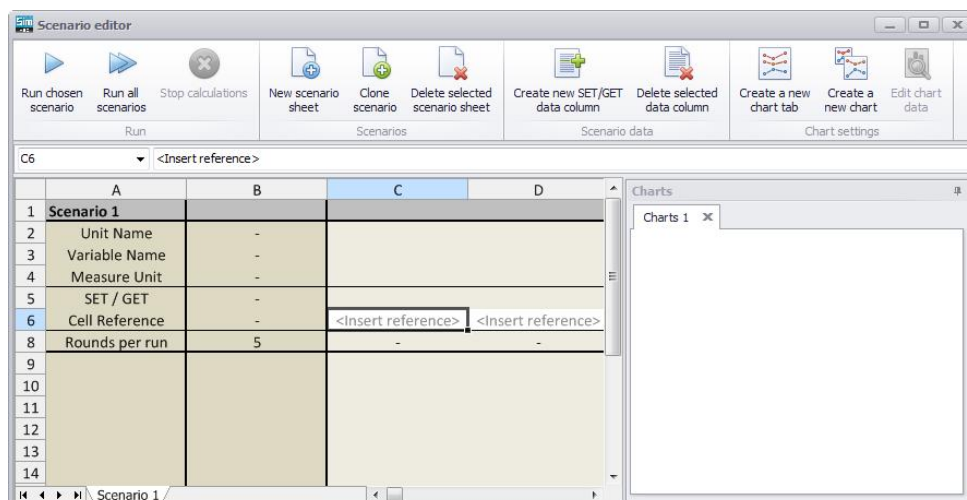 Sim Scenario editor
Run chosen scenario
Run all scenarios
Stop calculations
New scenario sheet
Clone scenario
Delete selected scenario sheet
Create new SET/GET data column
Delete selected data column
Create a new chart tab
Create a new chart
Edit chart data
Run
Scenarios
Scenario data
Chart settings
C6 <Insert reference>
A B C D
1 Scenario 1
2 Unit Name -
3 Variable Name -
4 Measure Unit -
5 SET / GET -
6 Cell Reference - <Insert reference> <Insert reference>
8 Rounds per run 5 - -
9
10
11
12
13
14
Scenario 1
Charts
Charts 1